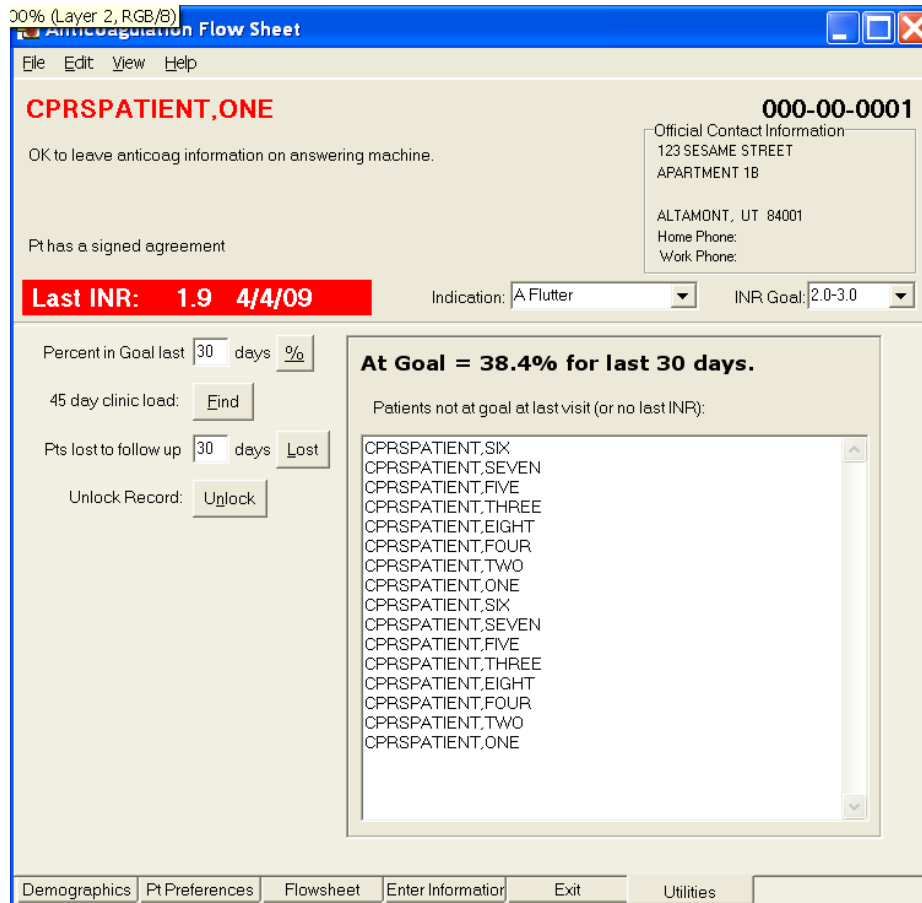 00% (Layer 2, RGB/8)
Anticoagulation Flow Sheet
File Edit View Help
CPRSPATIENT,ONE
000-00-0001
OK to leave anticoag information on answering machine.
Official Contact Information
123 SESAME STREET
APARTMENT 1B
ALTAMONT, UT 84001
Home Phone:
Work Phone:
Pt has a signed agreement
Last INR: 1.9 4/4/09
Indication: A Flutter
INR Goal: 2.0-3.0
Percent in Goal last 30 days %
45 day clinic load: Find
Pts lost to follow up 30 days Lost
Unlock Record: Unlock
At Goal = 38.4% for last 30 days.
Patients not at goal at last visit (or no last INR):
CPRSPATIENT,SIX
CPRSPATIENT,SEVEN
CPRSPATIENT,FIVE
CPRSPATIENT,THREE
CPRSPATIENT,EIGHT
CPRSPATIENT,FOUR
CPRSPATIENT,TWO
CPRSPATIENT,ONE
CPRSPATIENT,SIX
CPRSPATIENT,SEVEN
CPRSPATIENT,FIVE
CPRSPATIENT,THREE
CPRSPATIENT,EIGHT
CPRSPATIENT,FOUR
CPRSPATIENT,TWO
CPRSPATIENT,ONE
Demographics Pt Preferences Flowsheet Enter Information Exit Utilities